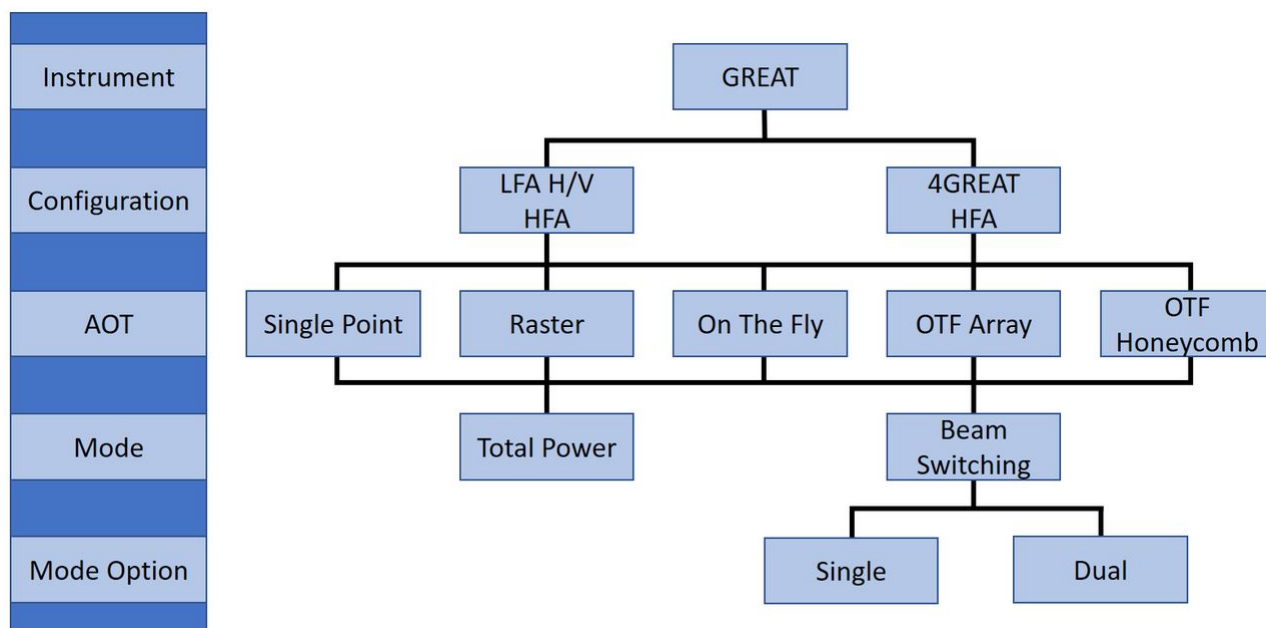 Instrument
GREAT
Configuration
LFA H/V
HFA
4GREAT
HFA
AOT
Single Point
Raster
On The Fly
OTF Array
OTF
Honeycomb
Mode
Total Power
Beam
Switching
Mode Option
Single
Dual